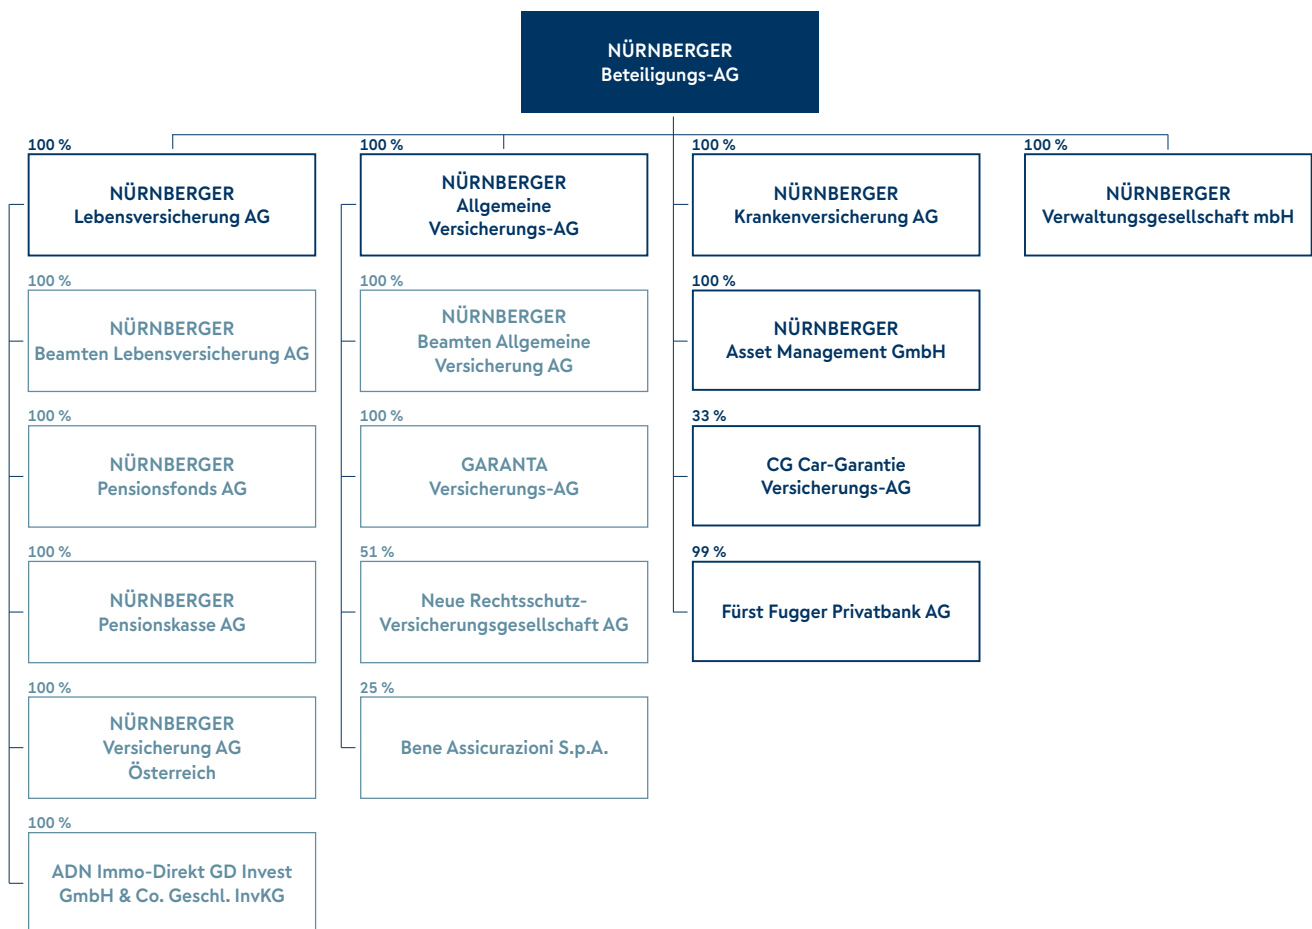 NÜRNBERGER
Beteiligungs-AG
100 %
NÜRNBERGER
Lebensversicherung AG
100 %
NÜRNBERGER
Allgemeine
Versicherungs-AG
100 %
NÜRNBERGER
Krankenversicherung AG
100 %
NÜRNBERGER
Verwaltungsgesellschaft mbH
100 %
NÜRNBERGER
Beamten Lebensversicherung AG
100 %
NÜRNBERGER
Beamten Allgemeine
Versicherung AG
100 %
NÜRNBERGER
Asset Management GmbH
100 %
NÜRNBERGER
Pensionsfonds AG
100 %
GARANTA
Versicherungs-AG
33 %
CG Car-Garantie
Versicherungs-AG
100 %
NÜRNBERGER
Pensionskasse AG
51 %
Neue Rechtsschutz-
Versicherungsgesellschaft AG
99 %
Fürst Fugger Privatbank AG
100 %
NÜRNBERGER
Versicherung AG
Österreich
25 %
Bene Assicurazioni S.p.A.
100 %
ADN Immo-Direkt GD Invest
GmbH & Co. Geschl. InvKG